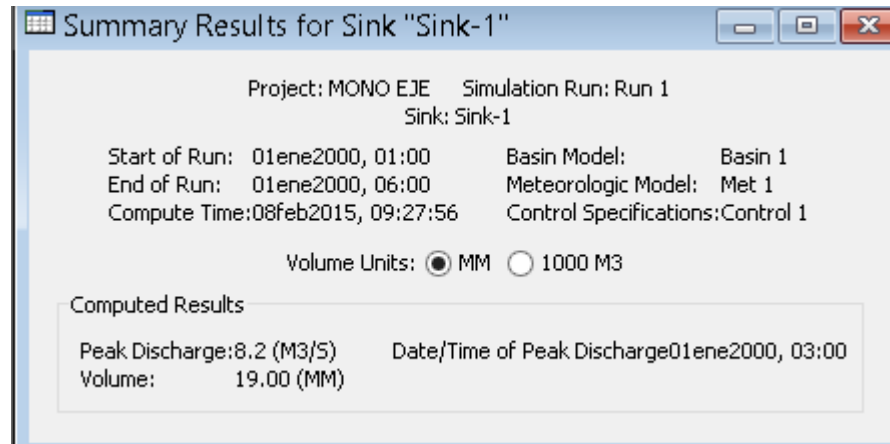 Summary Results for Sink "Sink-1"
Project: MONO EJE Simulation Run: Run 1
Sink: Sink-1
Start of Run: 01ene2000, 01:00 Basin Model: Basin 1
End of Run: 01ene2000, 06:00 Meteorologic Model: Met 1
Compute Time:08feb2015, 09:27:56 Control Specifications:Control 1
Volume Units: MM 1000 M3
Computed Results
Peak Discharge:8.2 (M3/S) Date/Time of Peak Discharge01ene2000, 03:00
Volume: 19.00 (MM)